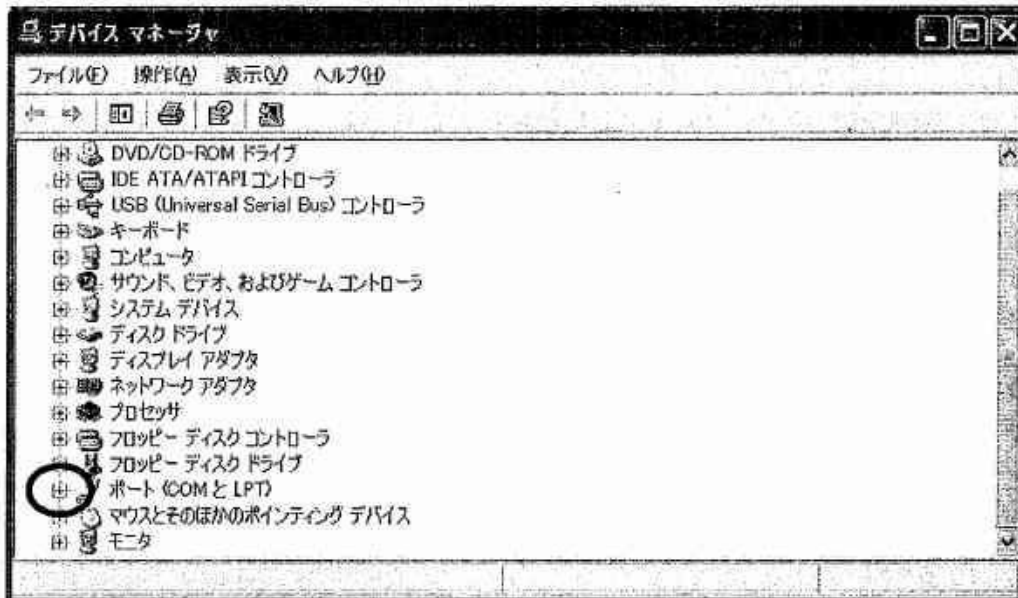 デバイス マネージャ
ファイル(F) 操作(A) 表示(V) ヘルプ(H)
DVD/CD-ROM ドライブ
IDE ATA/ATAPI コントローラ
USB (Universal Serial Bus) コントローラ
キーボード
コンピュータ
サウンド、ビデオ、およびゲーム コントローラ
システム デバイス
ディスク ドライブ
ディスプレイ アダプタ
ネットワーク アダプタ
プロセッサ
フロッピー ディスク コントローラ
フロッピー ディスク ドライブ
ポート (COM と LPT)
マウスとそのほかのポインティング デバイス
モニタ